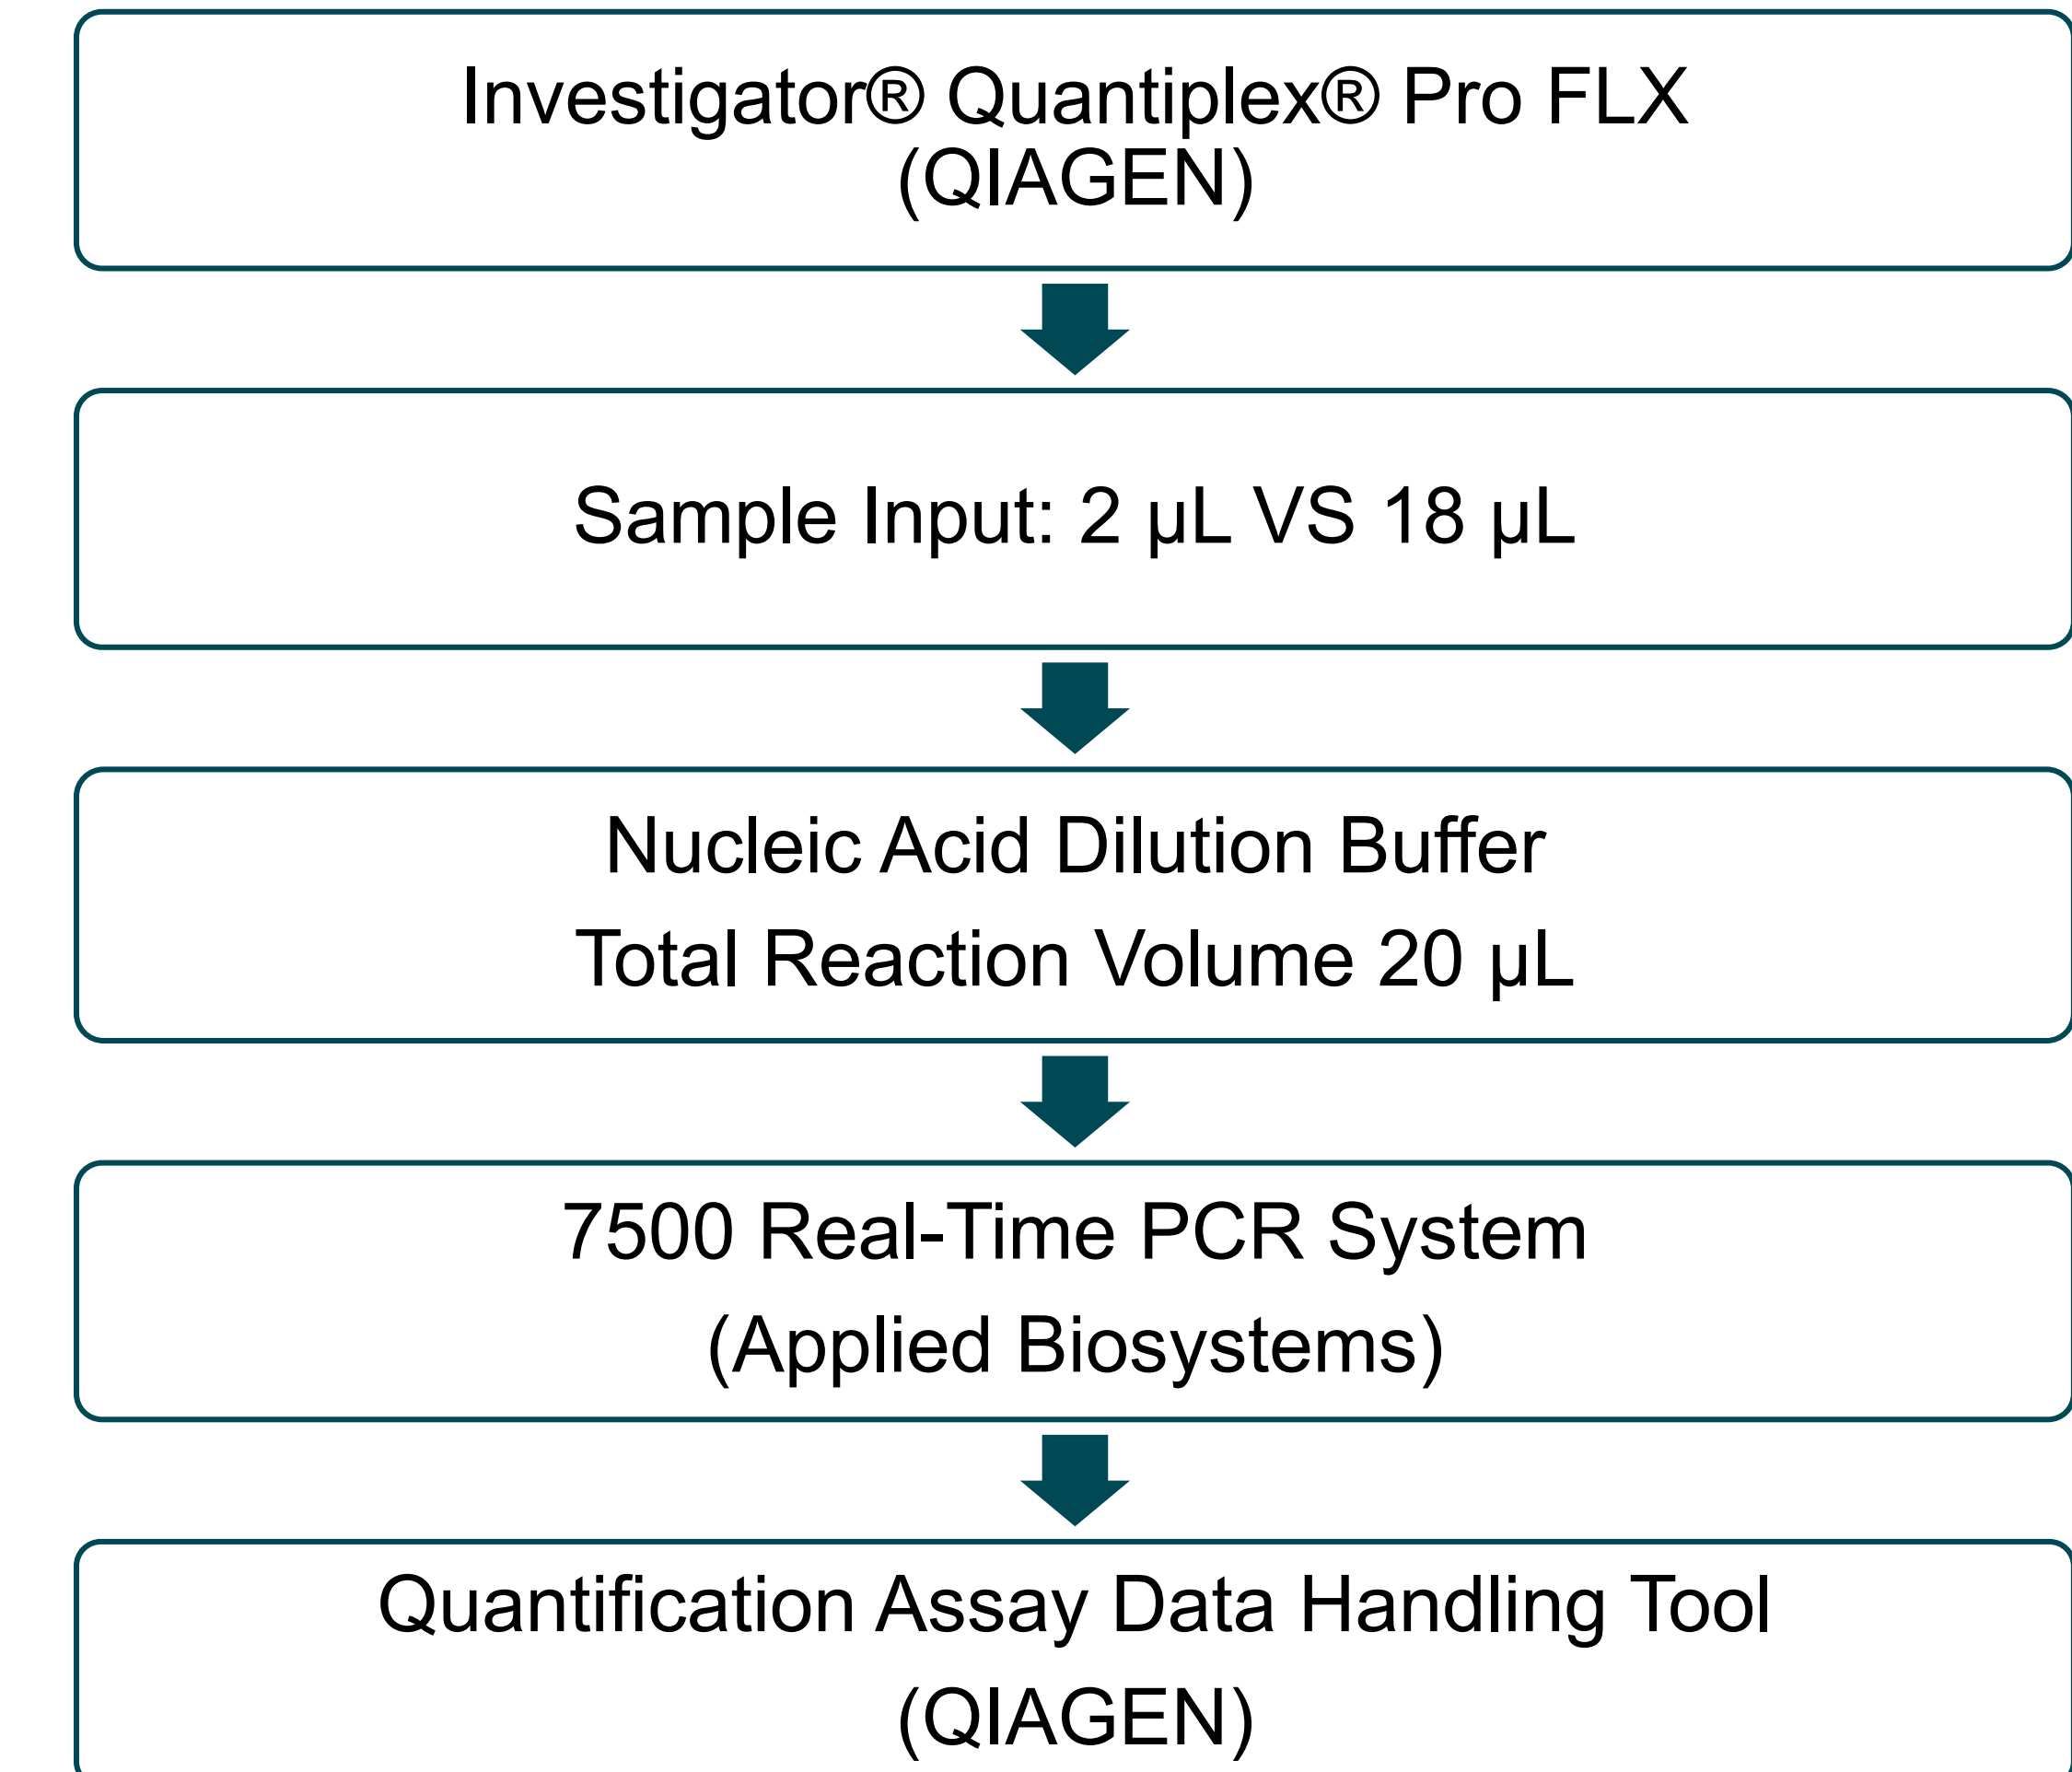 Investigator® Quantiplex® Pro FLX
(QIAGEN)
Sample Input: 2 µL VS 18 µL
Nucleic Acid Dilution Buffer
Total Reaction Volume 20 µL
7500 Real-Time PCR System
(Applied Biosystems)
Quantification Assay Data Handling Tool
(QIAGEN)